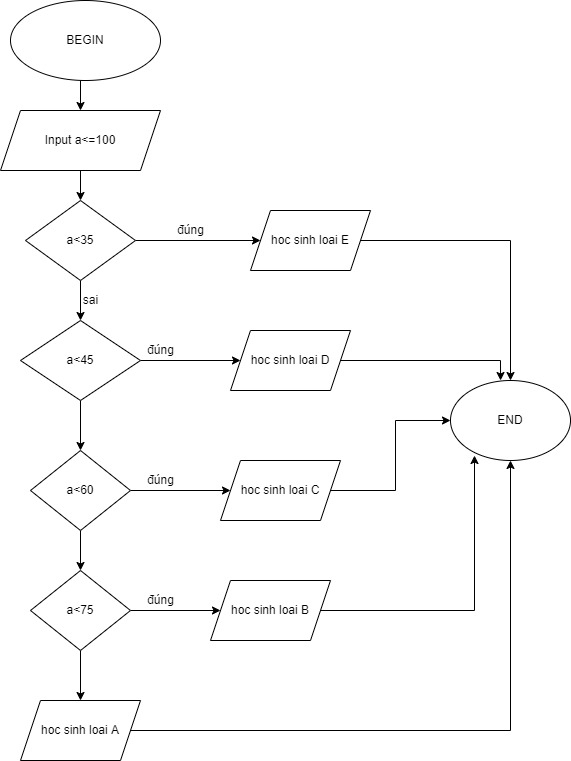 BEGIN
Input a<=100
a<35
đúng
hoc sinh loai E
sai
a<45
đúng
hoc sinh loai D
END
a<60
đúng
hoc sinh loai C
a<75
đúng
hoc sinh loai B
hoc sinh loai A